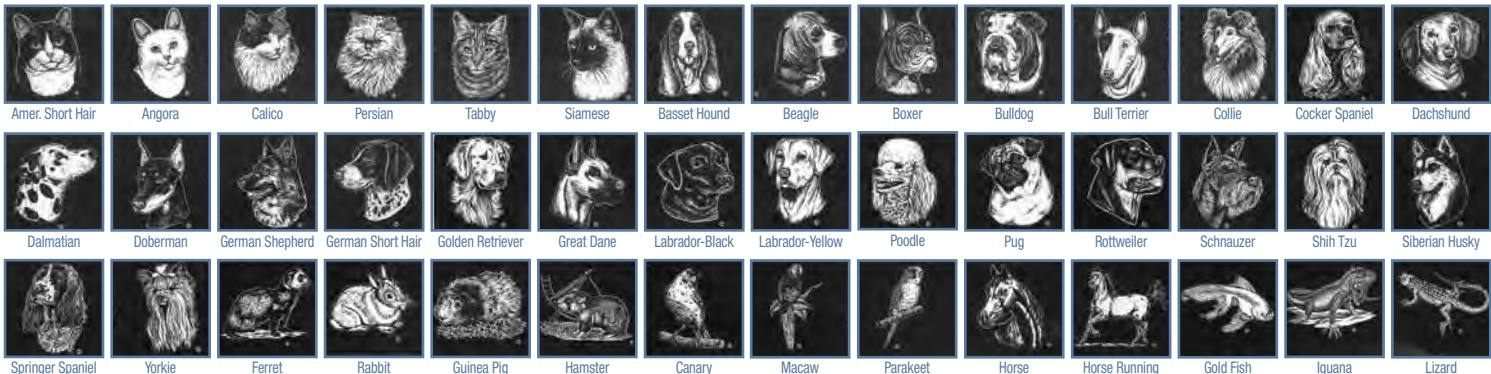 Amer. Short Hair Angora Calico Persian Tabby Siamese Basset Hound Beagle Boxer Bulldog Bull Terrier Collie Cocker Spaniel Dachshund
Dalmatian Doberman German Shepherd German Short Hair Golden Retriever Great Dane Labrador-Black Labrador-Yellow Poodle Pug Rottweiler Schnauzer Shih Tzu Siberian Husky
Springer Spaniel Yorkie Ferret Rabbit Guinea Pig Hamster Canary Macaw Parakeet Horse Horse Running Gold Fish Iguana Lizard